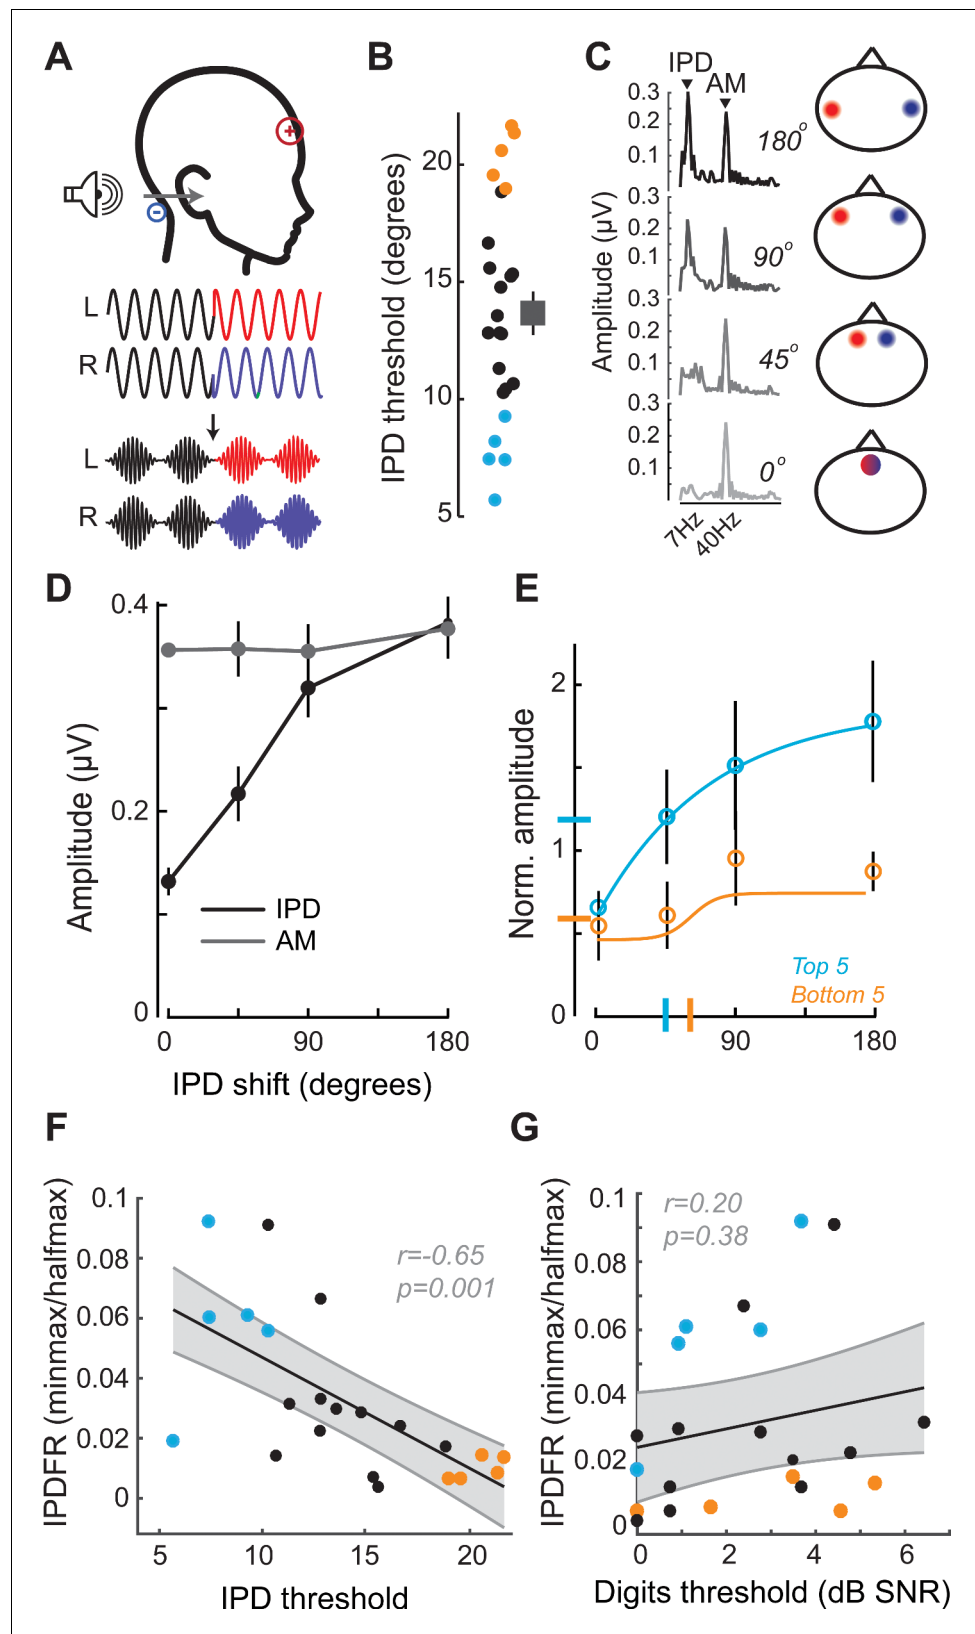 A
+
-
L
R
L
R
B
IPD threshold (degrees)
20
15
10
5
C
IPD
AM
Amplitude (μV)
0.3
0.2
0.1
180°
0.3
0.2
0.1
90°
0.3
0.2
0.1
45°
0.3
0.2
0.1
0°
7Hz
40Hz
D
Amplitude (μV)
0.4
0.2
0
IPD
AM
0
90
180
IPD shift (degrees)
E
Norm. amplitude
2
1
0
Top 5
Bottom 5
0
90
180
F
IPDFR (minmax/halfmax)
0.1
0.08
0.06
0.04
0.02
0
r=-0.65
p=0.001
5
10
15
20
IPD threshold
G
IPDFR (minmax/halfmax)
0.1
0.08
0.06
0.04
0.02
0
r=0.20
p=0.38
0
2
4
6
Digits threshold (dB SNR)